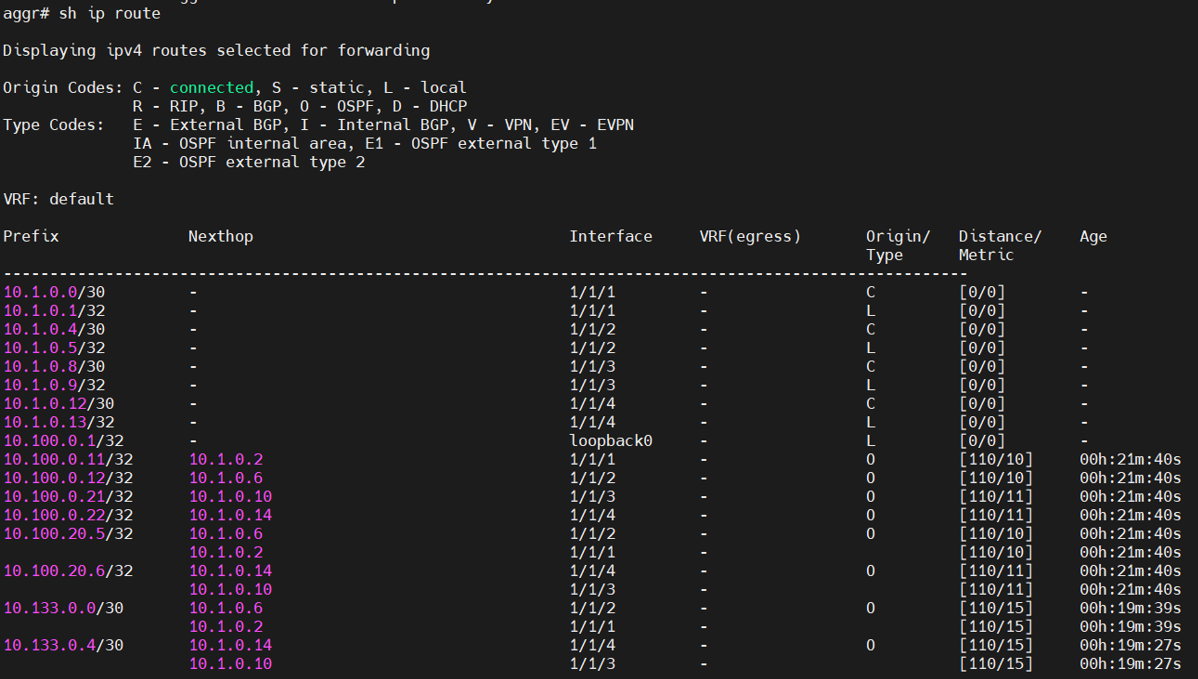 aggr# sh ip route
Displaying ipv4 routes selected for forwarding
Origin Codes: C - connected, S - static, L - local
R - RIP, B - BGP, O - OSPF, D - DHCP
Type Codes: E - External BGP, I - Internal BGP, V - VPN, EV - EVPN
IA - OSPF internal area, E1 - OSPF external type 1
E2 - OSPF external type 2
VRF: default
Prefix Nexthop Interface VRF(egress) Origin/ Distance/ Age
Type Metric
---------------------------------------------------------------------------------------------------------
10.1.0.0/30 - 1/1/1 - C [0/0] -
10.1.0.1/32 - 1/1/1 - L [0/0] -
10.1.0.4/30 - 1/1/2 - C [0/0] -
10.1.0.5/32 - 1/1/2 - L [0/0] -
10.1.0.8/30 - 1/1/3 - C [0/0] -
10.1.0.9/32 - 1/1/3 - L [0/0] -
10.1.0.12/30 - 1/1/4 - C [0/0] -
10.1.0.13/32 - 1/1/4 - L [0/0] -
10.100.0.1/32 - loopback0 - L [0/0] -
10.100.0.11/32 10.1.0.2 1/1/1 - O [110/10] 00h:21m:40s
10.100.0.12/32 10.1.0.6 1/1/2 - O [110/10] 00h:21m:40s
10.100.0.21/32 10.1.0.10 1/1/3 - O [110/11] 00h:21m:40s
10.100.0.22/32 10.1.0.14 1/1/4 - O [110/11] 00h:21m:40s
10.100.20.5/32 10.1.0.6 1/1/2 - O [110/10] 00h:21m:40s
10.1.0.2 1/1/1 - [110/10] 00h:21m:40s
10.100.20.6/32 10.1.0.14 1/1/4 - O [110/11] 00h:21m:40s
10.1.0.10 1/1/3 - [110/11] 00h:21m:40s
10.133.0.0/30 10.1.0.6 1/1/2 - O [110/15] 00h:19m:39s
10.1.0.2 1/1/1 - [110/15] 00h:19m:39s
10.133.0.4/30 10.1.0.14 1/1/4 - O [110/15] 00h:19m:27s
10.1.0.10 1/1/3 - [110/15] 00h:19m:27s